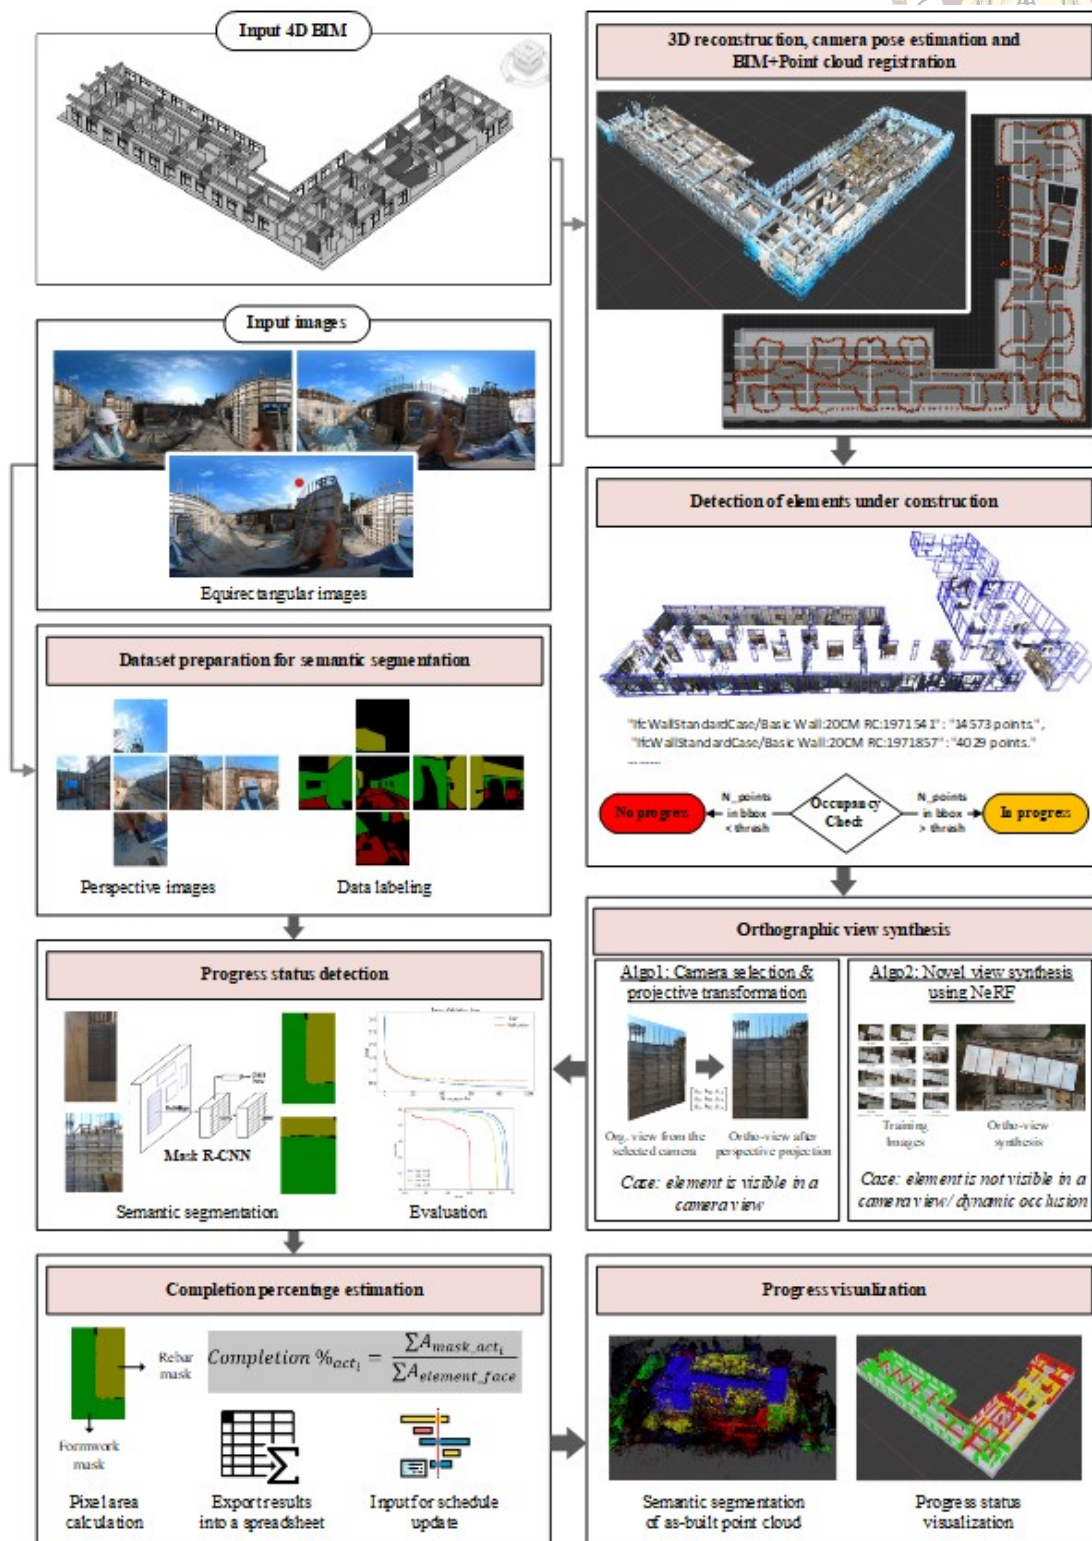 Input 4D BIM
Input images
Equirectangular images
Dataset preparation for semantic segmentation
Perspective images
Data labeling
Progress status detection
Mask R-CNN
Semantic segmentation
Evaluation
Completion percentage estimation
Rebar
mask
Completion %act_i = ∑A mask_act_i / ∑A element_face
Formwork
mask
Pixel area
calculation
Export results
into a spreadsheet
Input for schedule
update
3D reconstruction, camera pose estimation and
BIM+Point cloud registration
Detection of elements under construction
"IfcWallStandardCase/Basic Wall:20CM RC:1971541" : "14573 points.",
"IfcWallStandardCase/Basic Wall:20CM RC:1971857" : "4029 points."
.........
No progress
N_points
in bbox
< thresh
Occupancy
Check
N_points
in bbox
> thresh
In progress
Orthographic view synthesis
Algo1: Camera selection &
projective transformation
Org. view from the
selected camera
Ortho-view after
perspective projection
Case: element is visible in a
camera view
Algo2: Novel view synthesis
using NeRF
Training
Images
Ortho-view
synthesis
Case: element is not visible in a
camera view/ dynamic occlusion
Progress visualization
Semantic segmentation
of as-built point cloud
Progress status
visualization